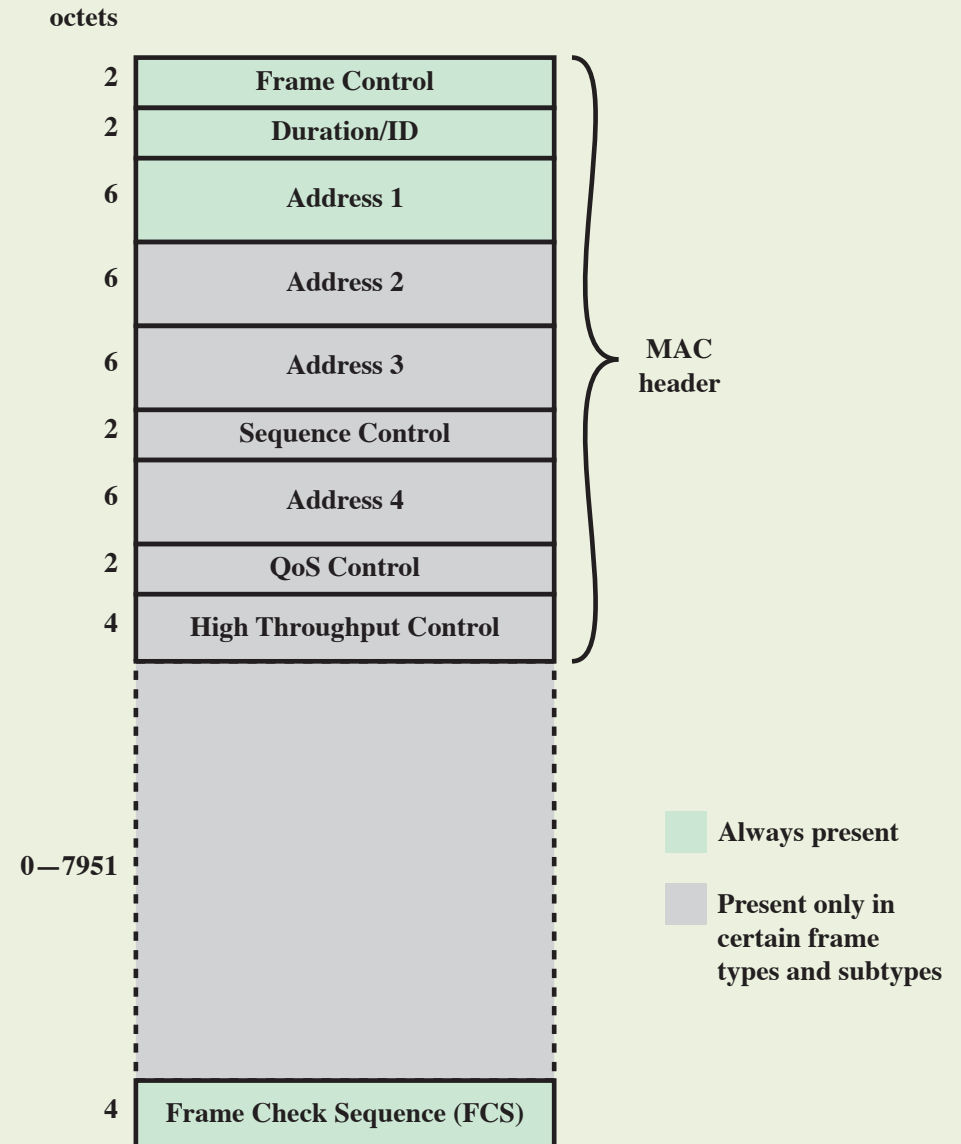 octets
2
Frame Control
2
Duration/ID
6
Address 1
6
Address 2
6
Address 3
MAC
header
2
Sequence Control
6
Address 4
2
QoS Control
4
High Throughput Control
0—7951
Always present
Present only in
certain frame
types and subtypes
4
Frame Check Sequence (FCS)